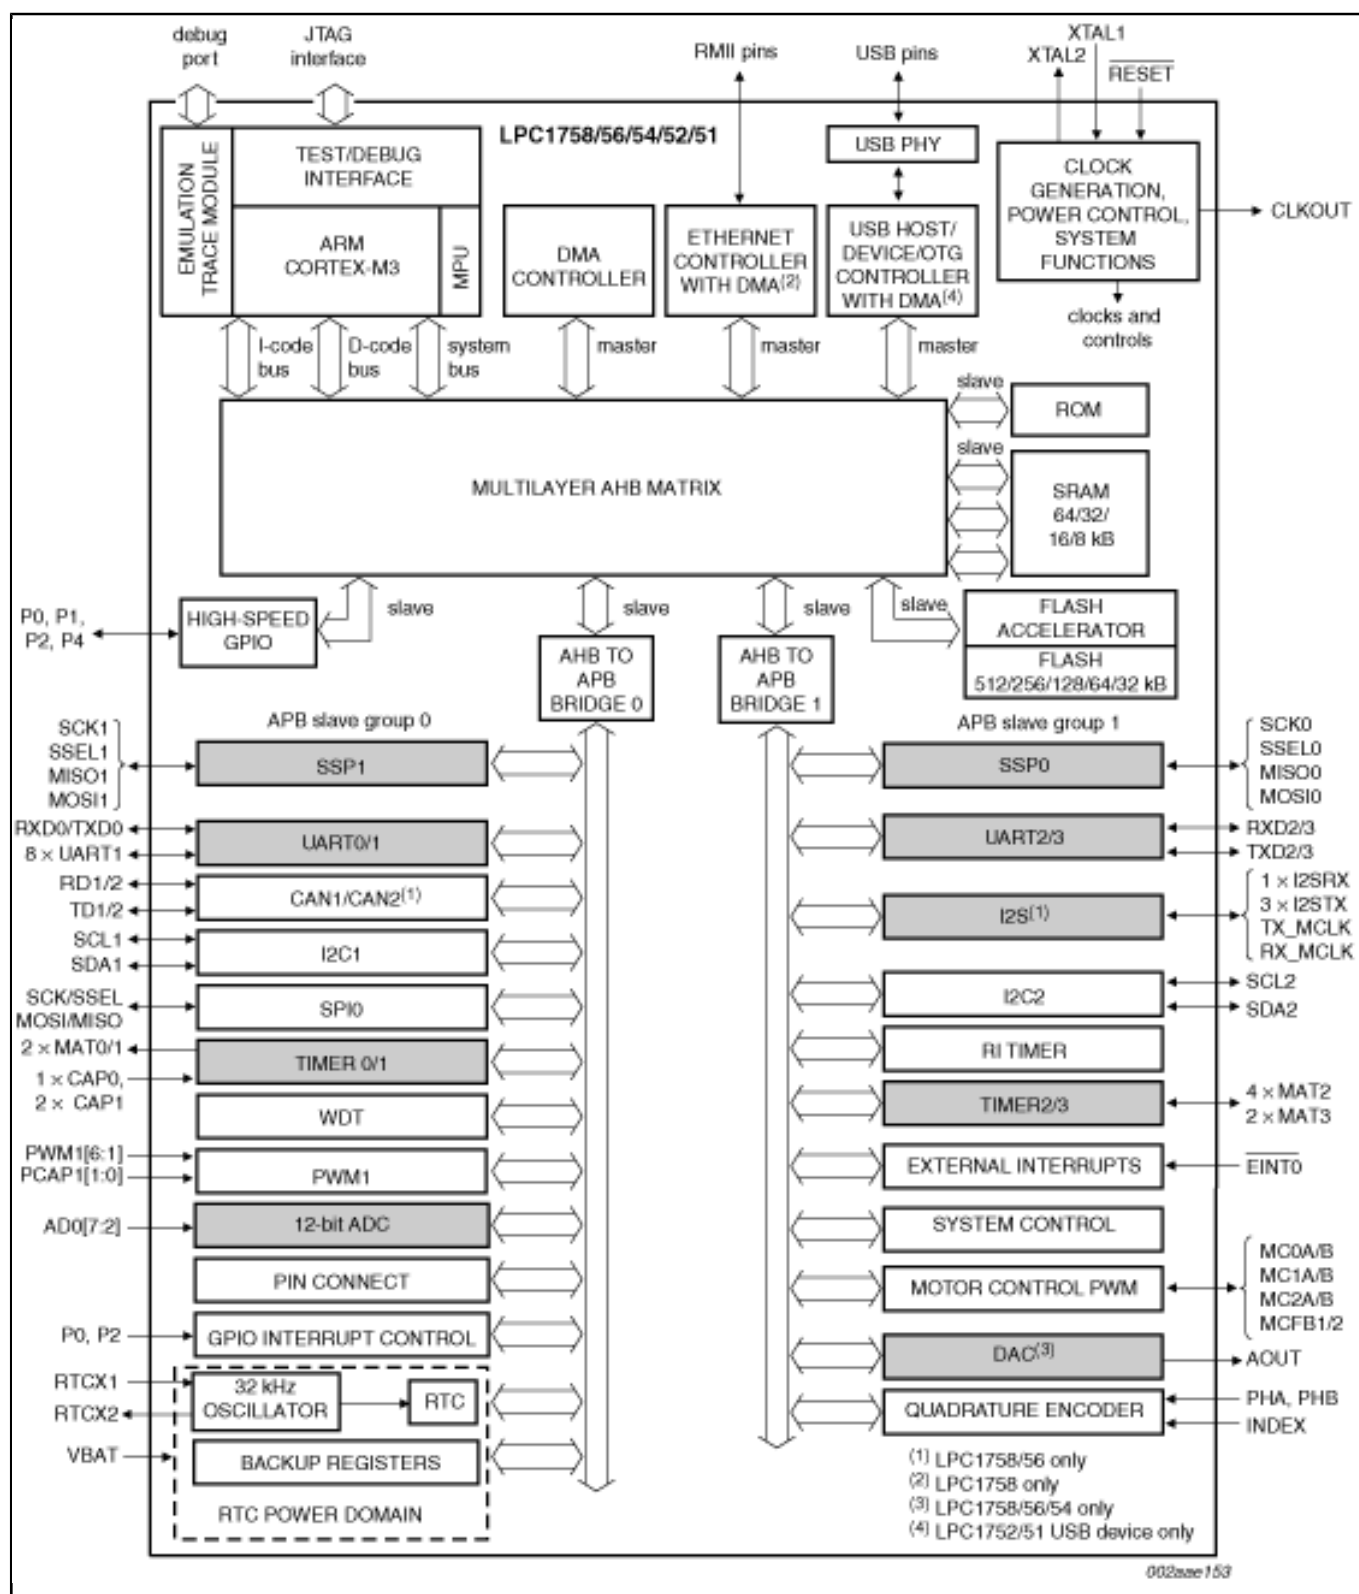 debug
port
JTAG
interface
RMII pins
USB pins
XTAL1
XTAL2
RESET
LPC1758/56/54/52/51
EMULATION
TRACE MODULE
TEST/DEBUG
INTERFACE
ARM
CORTEX-M3
MPU
DMA
CONTROLLER
ETHERNET
CONTROLLER
WITH DMA(2)
USB PHY
USB HOST/
DEVICE/OTG
CONTROLLER
WITH DMA(4)
CLOCK
GENERATION,
POWER CONTROL,
SYSTEM
FUNCTIONS
CLKOUT
clocks and
controls
I-code
bus
D-code
bus
system
bus
master
master
master
MULTILAYER AHB MATRIX
slave
ROM
slave
SRAM
64/32/
16/8 kB
P0, P1,
P2, P4
HIGH-SPEED
GPIO
slave
slave
slave
slave
AHB TO
APB
BRIDGE 0
AHB TO
APB
BRIDGE 1
FLASH
ACCELERATOR
FLASH
512/256/128/64/32 kB
APB slave group 0
SCK1
SSEL1
MISO1
MOSI1
SSP1
RXD0/TXD0
8 × UART1
UART0/1
RD1/2
TD1/2
CAN1/CAN2(1)
SCL1
SDA1
I2C1
SCK/SSEL
MOSI/MISO
SPI0
2 × MAT0/1
1 × CAP0,
2 × CAP1
TIMER 0/1
WDT
PWM1[6:1]
PCAP1[1:0]
PWM1
AD0[7:2]
12-bit ADC
PIN CONNECT
P0, P2
GPIO INTERRUPT CONTROL
RTCX1
RTCX2
32 kHz
OSCILLATOR
RTC
VBAT
BACKUP REGISTERS
RTC POWER DOMAIN
APB slave group 1
SSP0
SCK0
SSEL0
MISO0
MOSI0
UART2/3
RXD2/3
TXD2/3
I2S(1)
1 × I2SRX
3 × I2STX
TX_MCLK
RX_MCLK
I2C2
SCL2
SDA2
RI TIMER
TIMER2/3
4 × MAT2
2 × MAT3
EXTERNAL INTERRUPTS
EINT0
SYSTEM CONTROL
MOTOR CONTROL PWM
MC0A/B
MC1A/B
MC2A/B
MCFB1/2
DAC(3)
AOUT
QUADRATURE ENCODER
PHA, PHB
INDEX
(1) LPC1758/56 only
(2) LPC1758 only
(3) LPC1758/56/54 only
(4) LPC1752/51 USB device only
002aae153